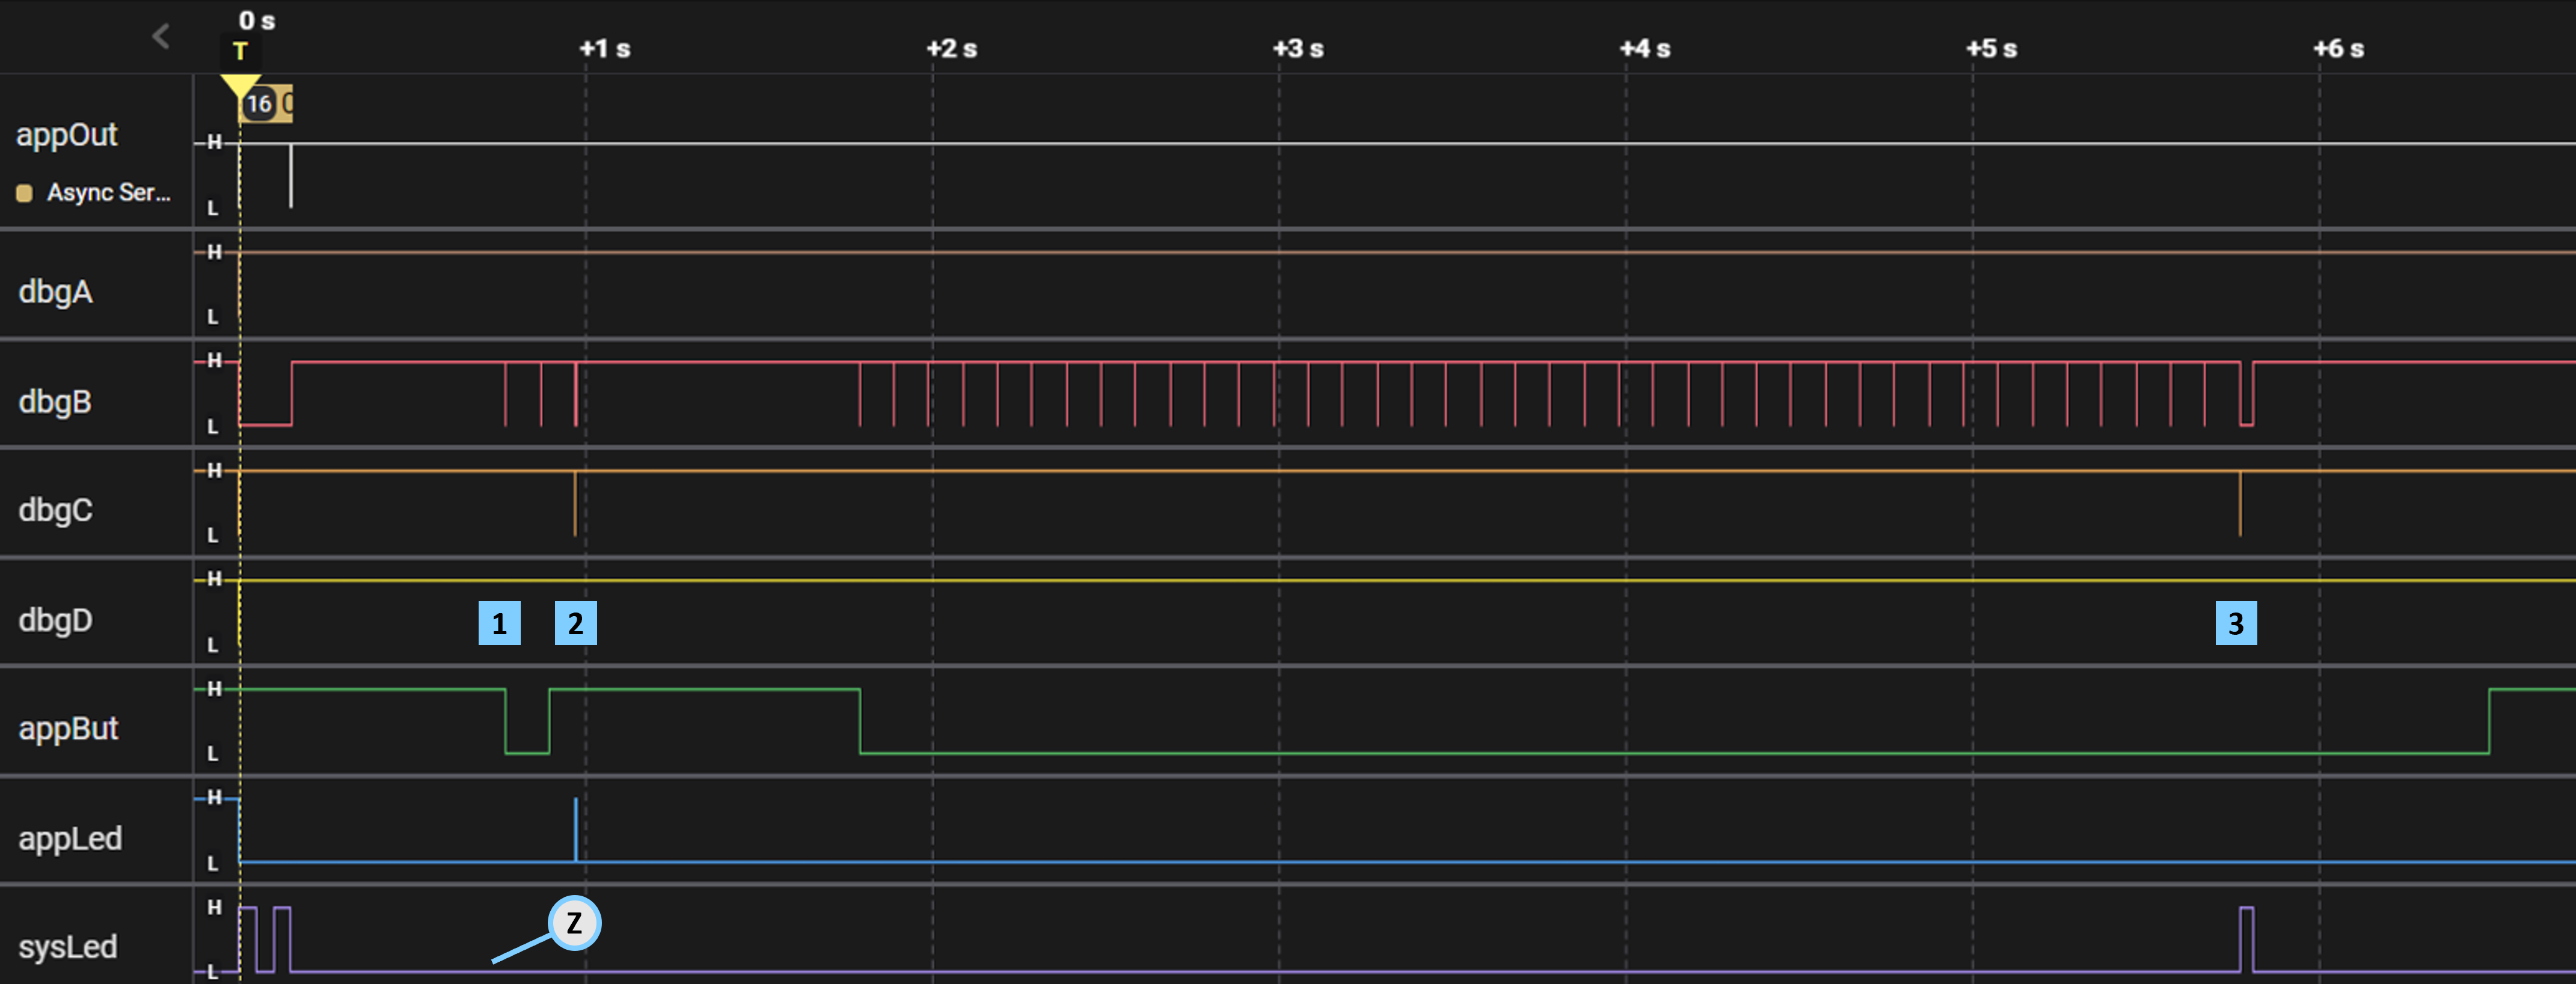 0 s
T
+1 s
+2 s
+3 s
+4 s
+5 s
+6 s
16
appOut
H
Async Ser...
L
H
dbgA
L
H
dbgB
L
H
dbgC
L
H
dbgD
1
2
3
L
H
appBut
L
H
appLed
L
H
Z
sysLed
L